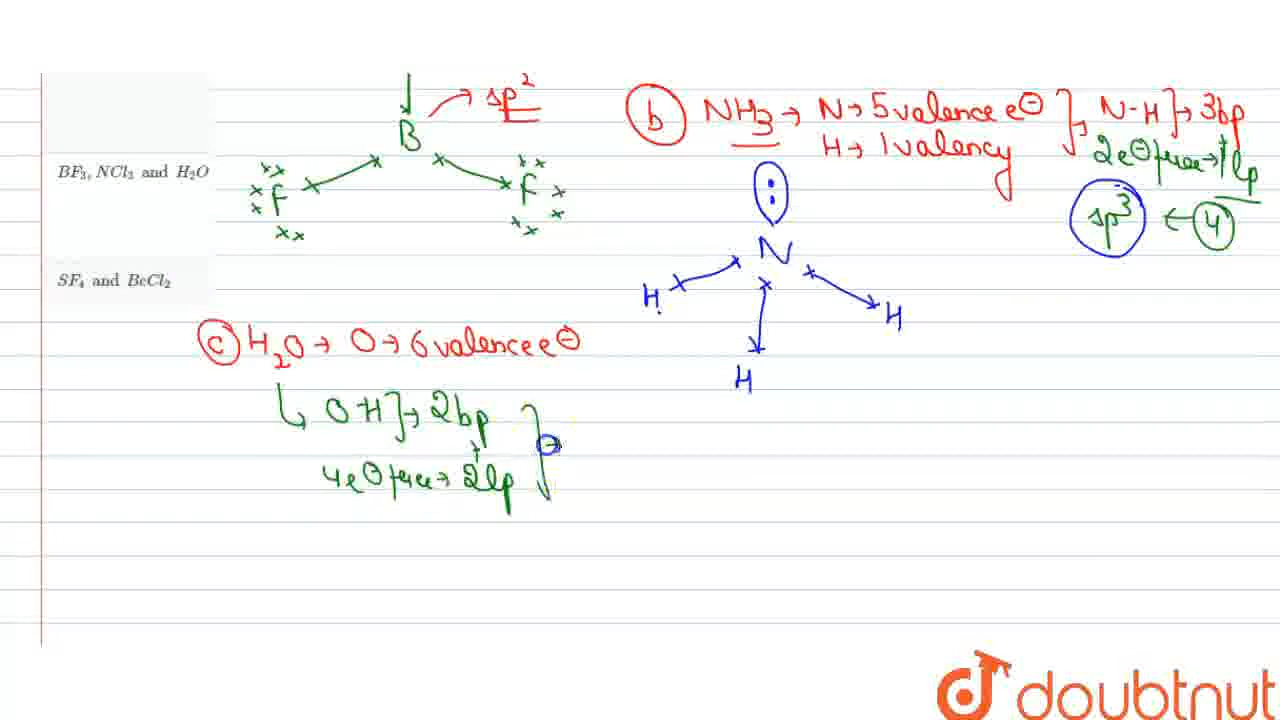 sp²
B
F
F
BF₃, NCl₃ and H₂O
SF₄ and BeCl₂
b NH₃ → N → 5 valence e⊖
H → 1 valency
N-H] → 3bp
+
2e⊖ free → 1lp
sp³ ← 4
N
H
H
H
c H₂O → O → 6 valence e⊖
↳ O-H] → 2bp
+
4e⊖ free → 2lp
doubtnut